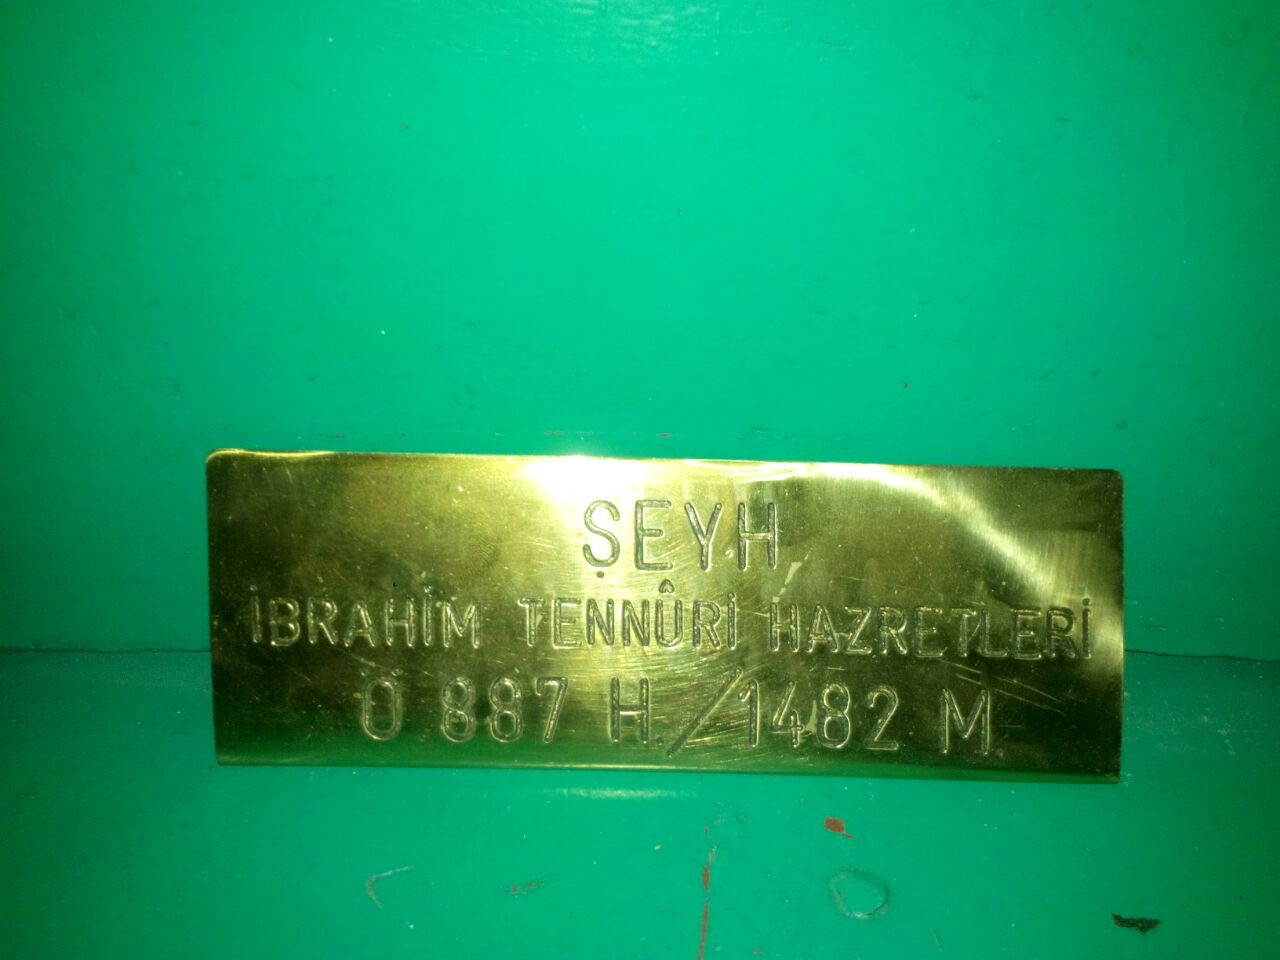 ŞEYH
İBRAHİM TENNÛRİ HAZRETLERİ
Ö.887 H./1482 M.